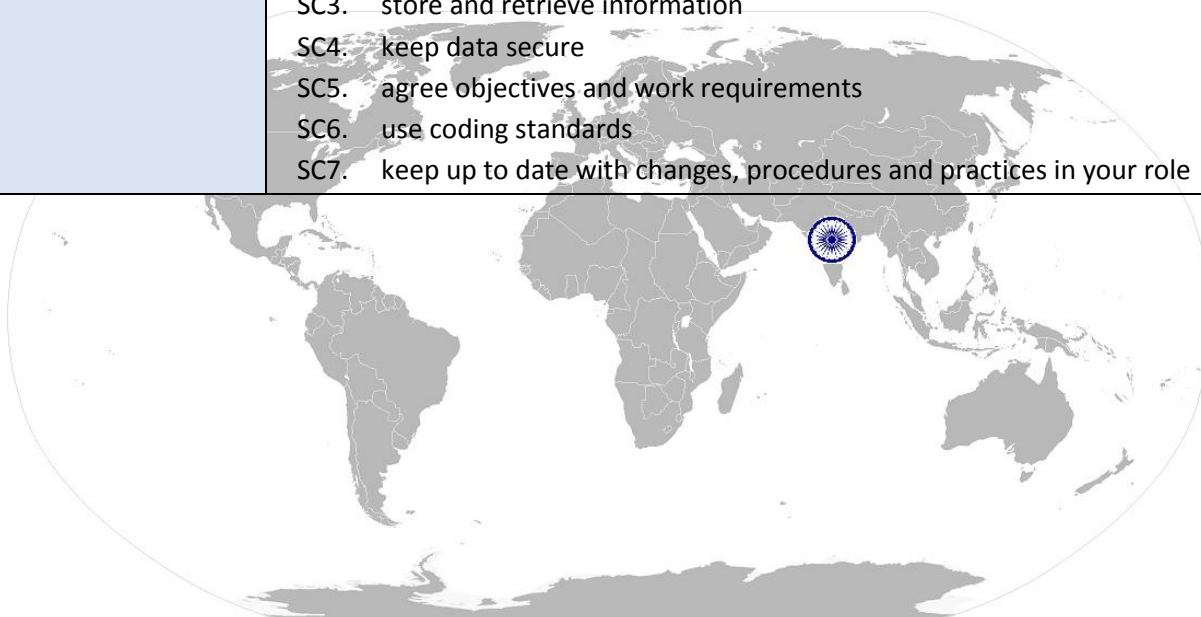 SC3. store and retrieve information
SC4. keep data secure
SC5. agree objectives and work requirements
SC6. use coding standards
SC7. keep up to date with changes, procedures and practices in your role